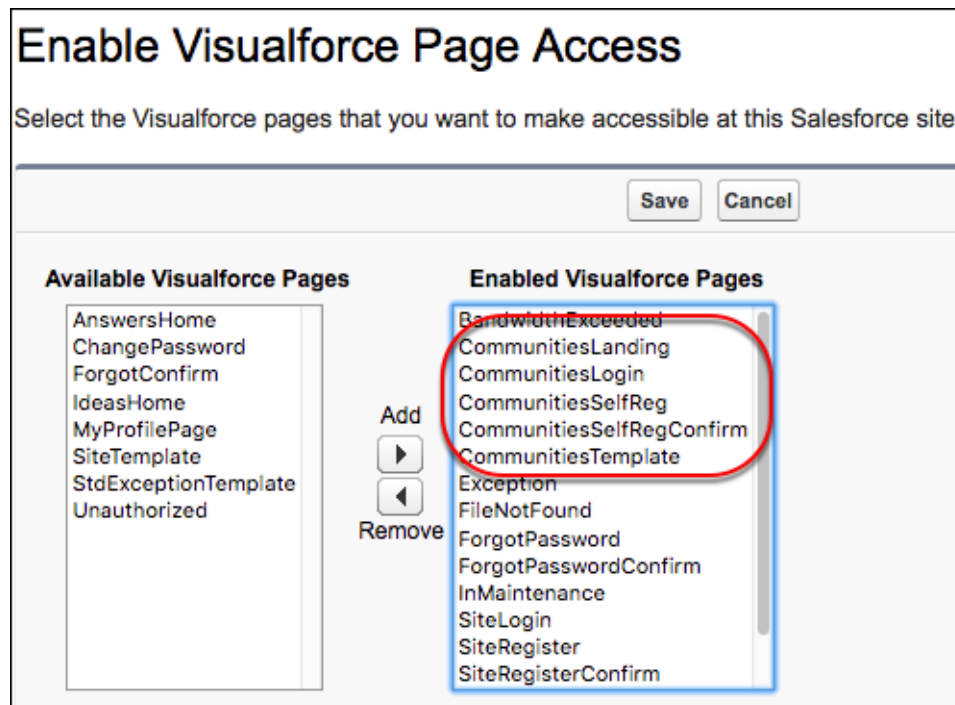 Enable Visualforce Page Access
Select the Visualforce pages that you want to make accessible at this Salesforce site
Save Cancel
Available Visualforce Pages
AnswersHome
ChangePassword
ForgotConfirm
IdeasHome
MyProfilePage
SiteTemplate
StdExceptionTemplate
Unauthorized
Add
Remove
Enabled Visualforce Pages
BandwidthExceeded
CommunitiesLanding
CommunitiesLogin
CommunitiesSelfReg
CommunitiesSelfRegConfirm
CommunitiesTemplate
Exception
FileNotFound
ForgotPassword
ForgotPasswordConfirm
InMaintenance
SiteLogin
SiteRegister
SiteRegisterConfirm